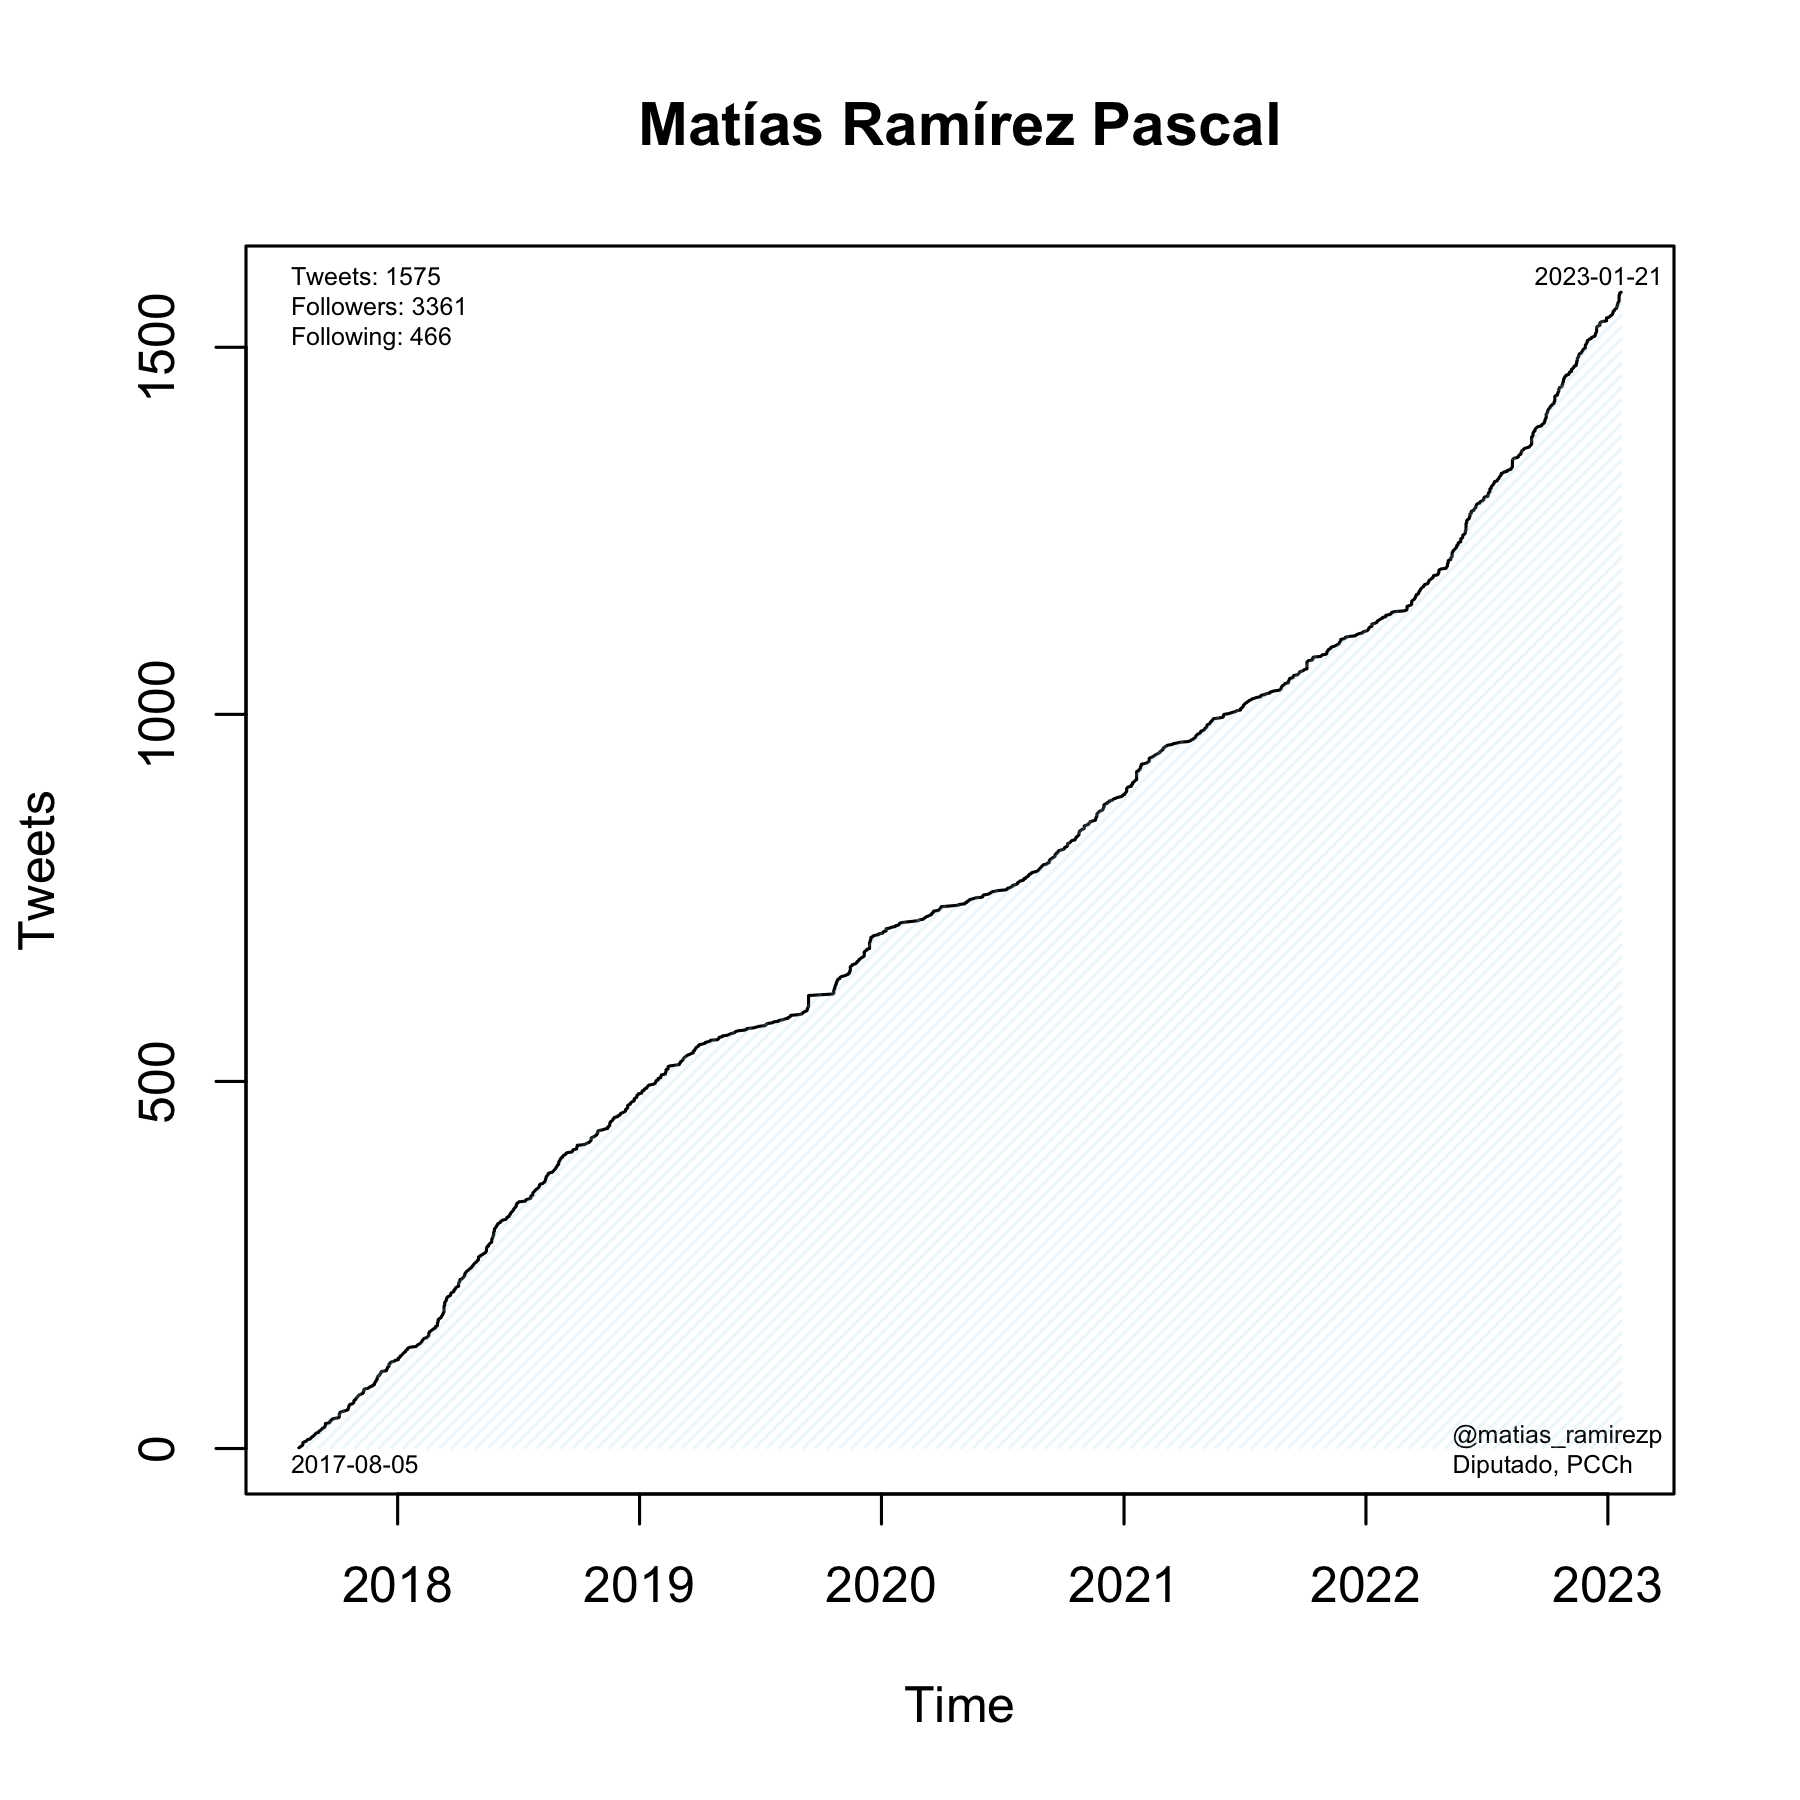 Matías Ramírez Pascal
Tweets: 1575
Followers: 3361
Following: 466
2023-01-21
1500
1000
500
0
Tweets
2017-08-05
@matias_ramirezp
Diputado, PCCh
2018 2019 2020 2021 2022 2023
Time